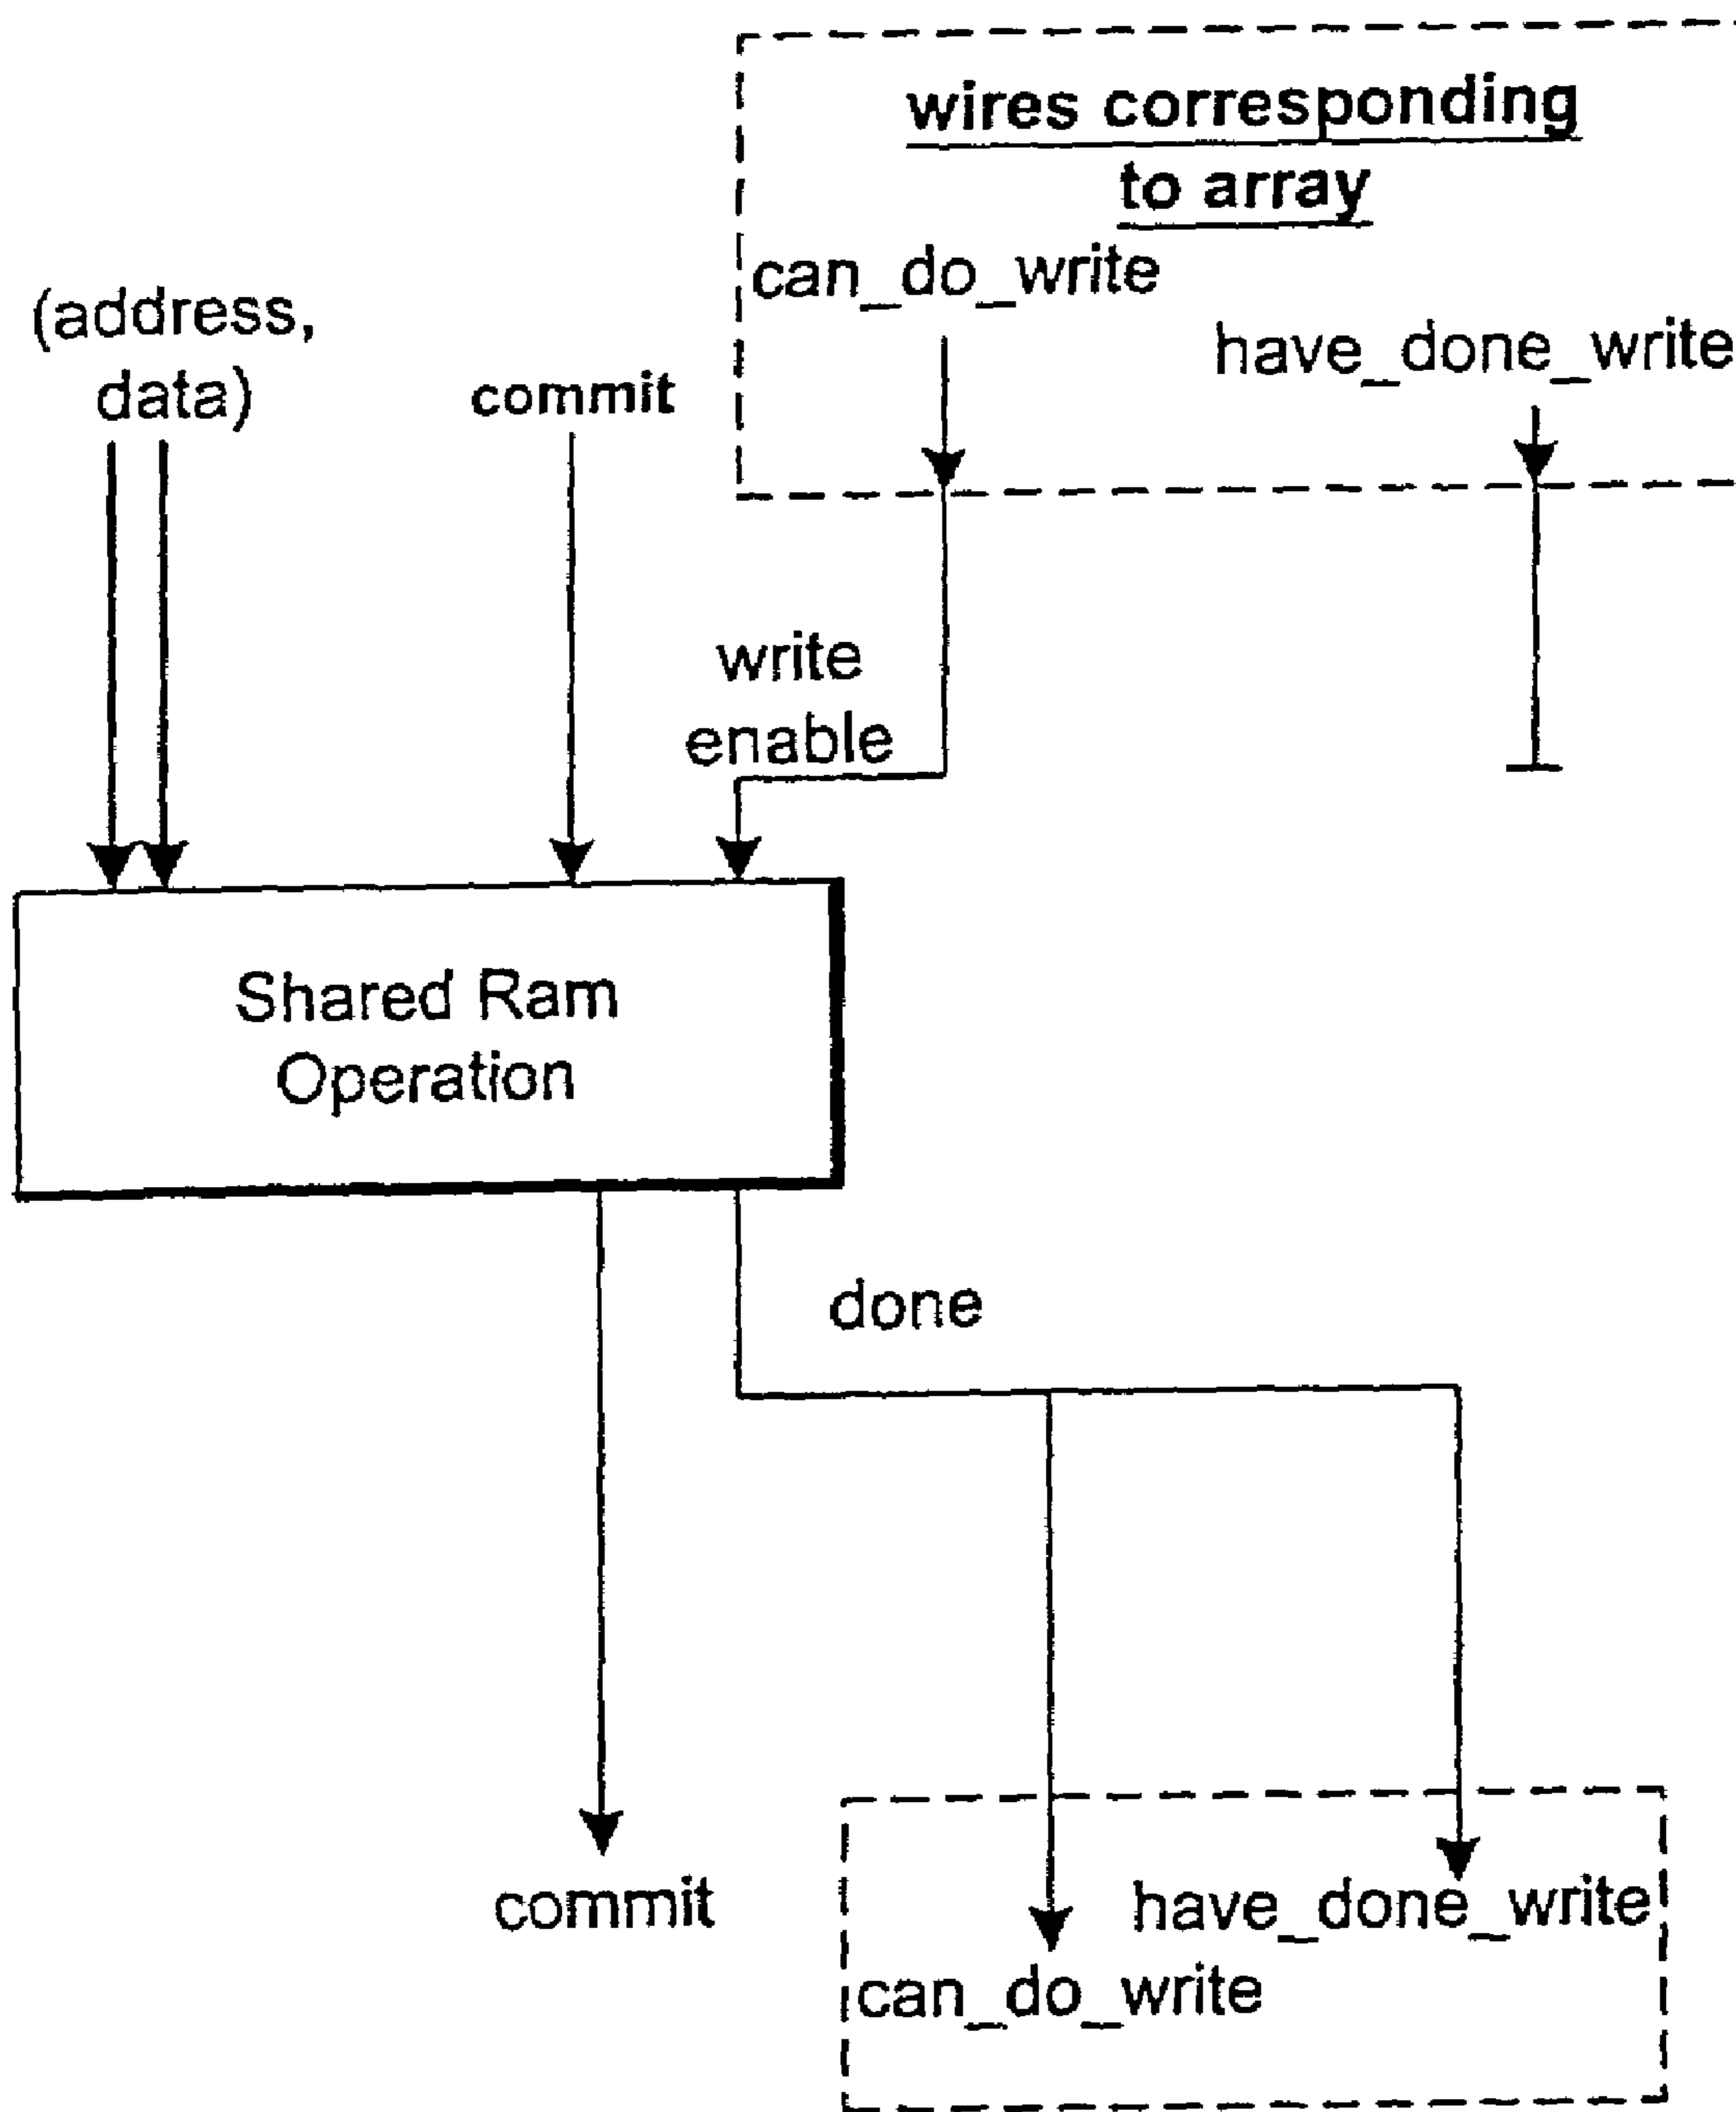 wires corresponding
to array
can_do_write
(address,
data)
commit
have_done_write
write
enable
Shared Ram
Operation
done
commit
have_done_write
can_do_write